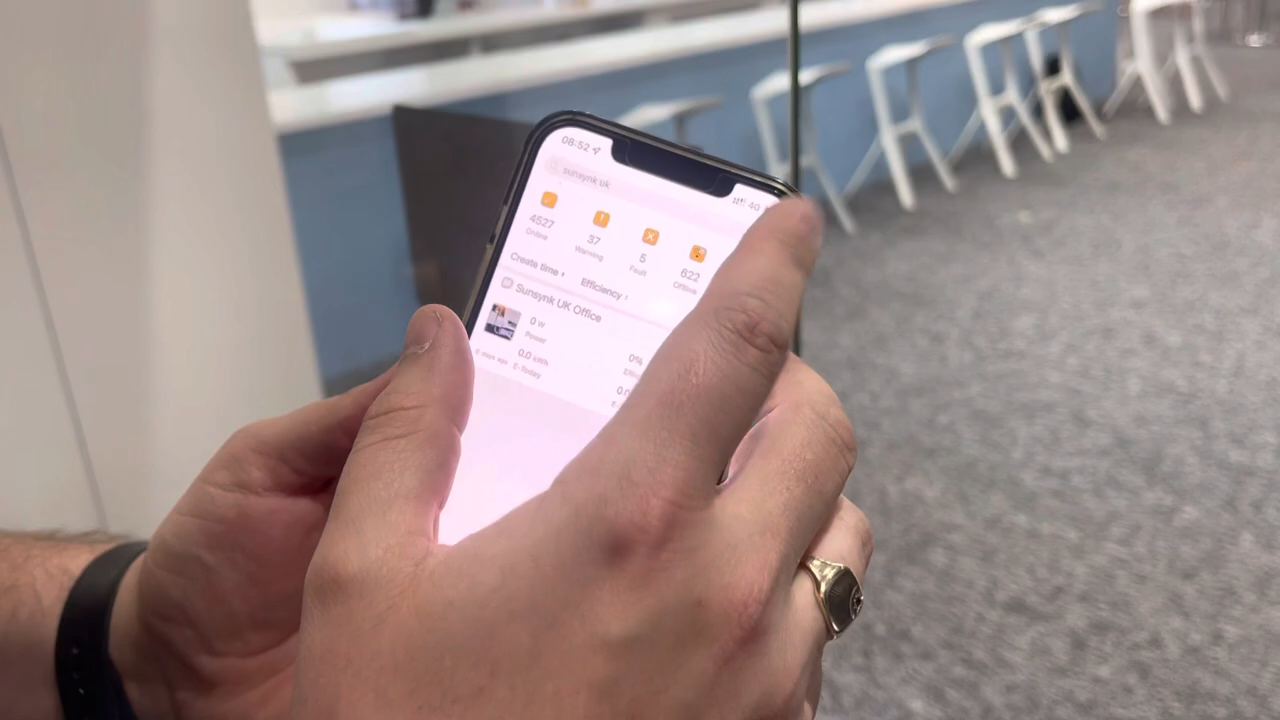 08:52
4G
sunsynk uk
4527 37 5 622
Online Warning Fault Offline
Create time Efficiency
Sunsynk UK Office
0 W 0%
Power
0.0 kWh
E-Today